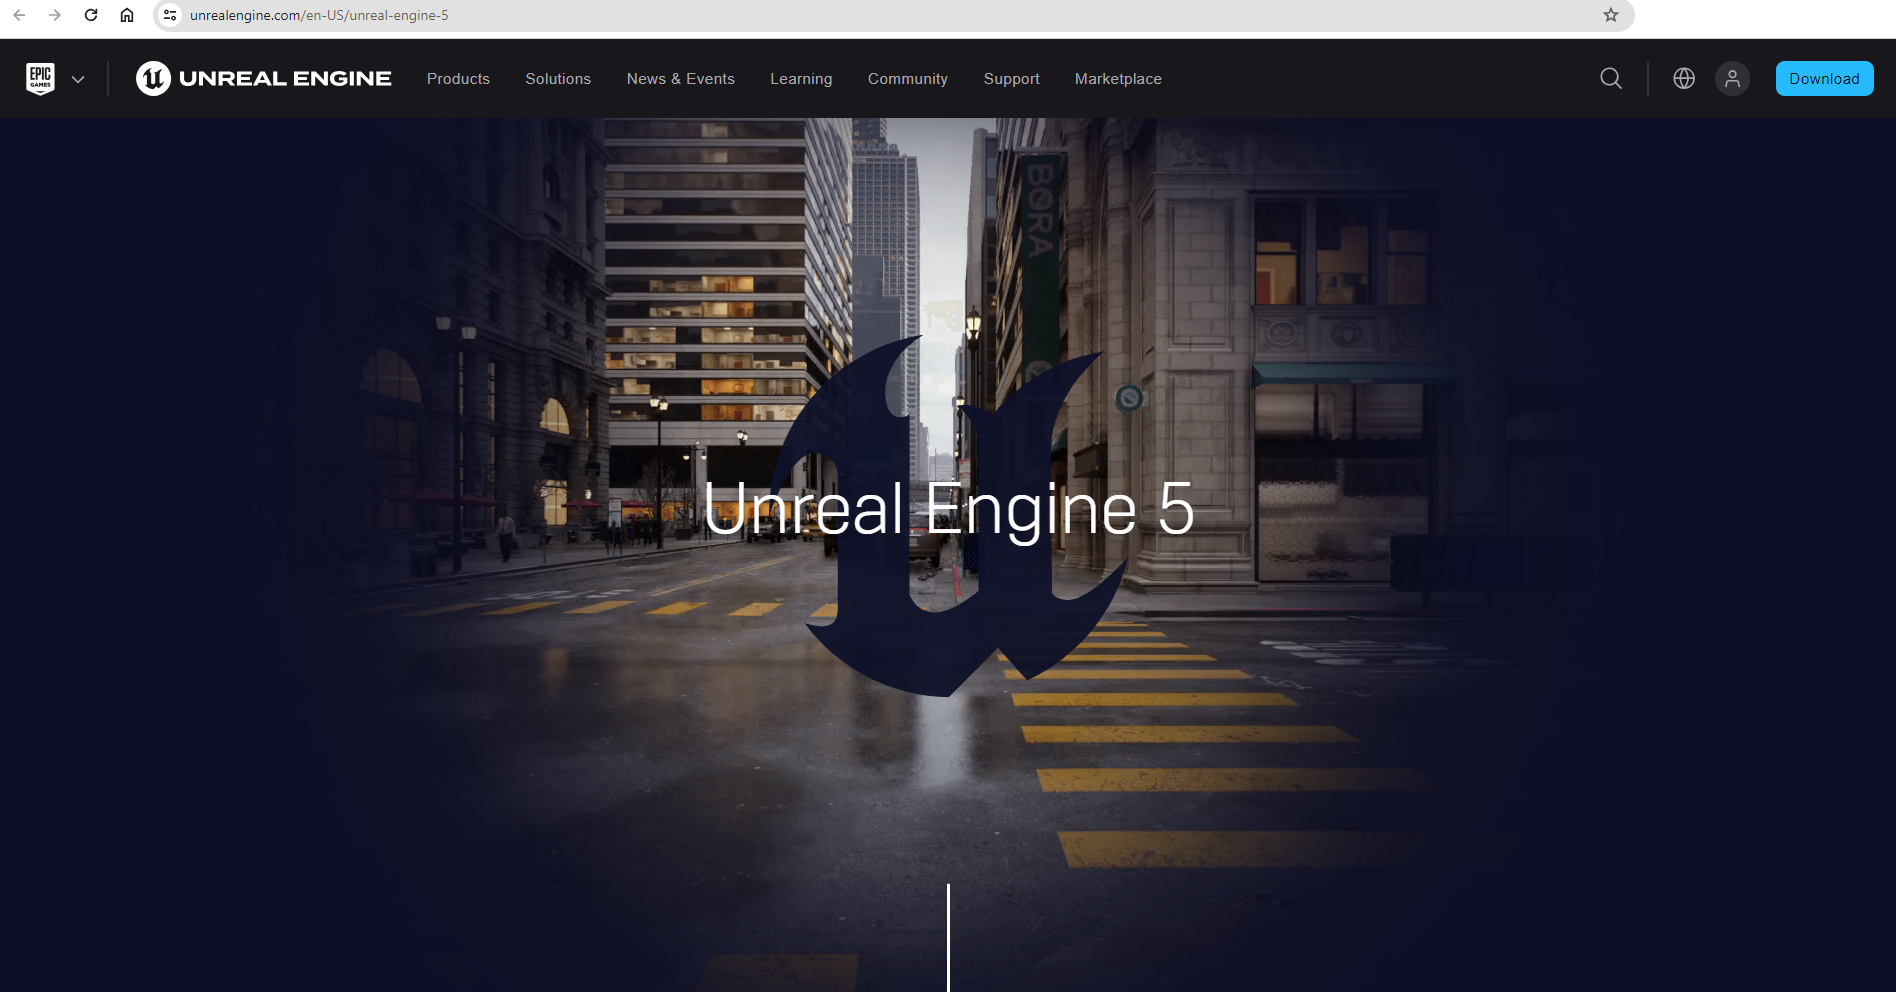 unrealengine.com/en-US/unreal-engine-5
EPIC
GAMES
UNREAL ENGINE
Products
Solutions
News & Events
Learning
Community
Support
Marketplace
Download
BORA
Unreal Engine 5